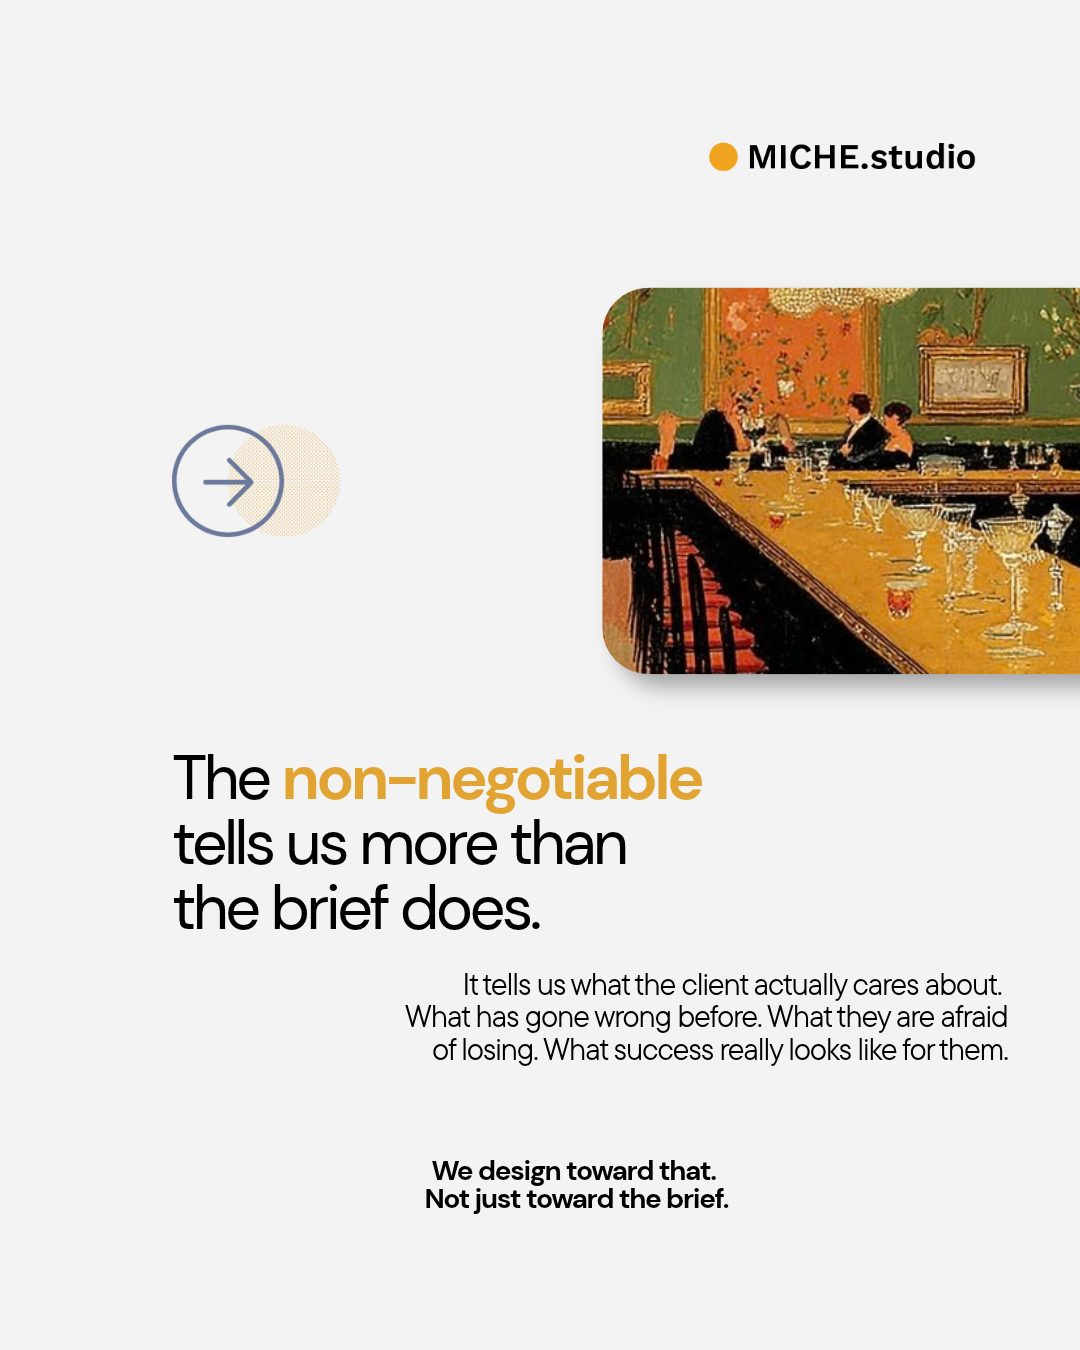 MICHE.studio
The non-negotiable
tells us more than
the brief does.
It tells us what the client actually cares about.
What has gone wrong before. What they are afraid
of losing. What success really looks like for them.
We design toward that.
Not just toward the brief.